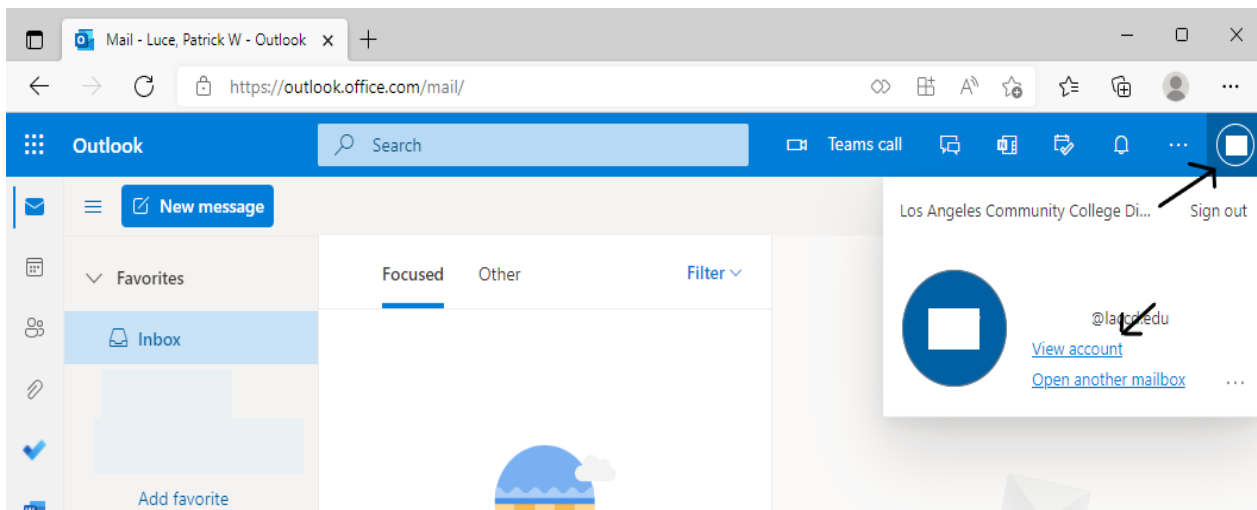 Mail - Luce, Patrick W - Outlook
https://outlook.office.com/mail/
Outlook
Search
Teams call
New message
Los Angeles Community College Di...
Sign out
Favorites
Focused
Other
Filter
Inbox
@laccd.edu
View account
Open another mailbox
Add favorite